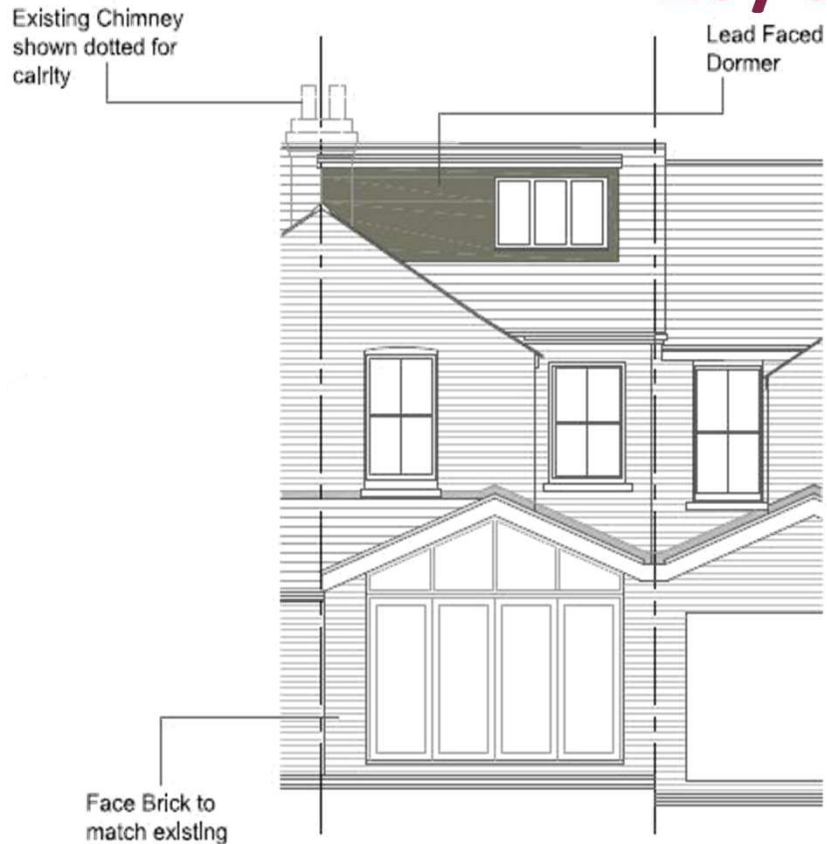 Existing Chimney
shown dotted for
calrity
Lead Faced
Dormer
Face Brick to
match existing